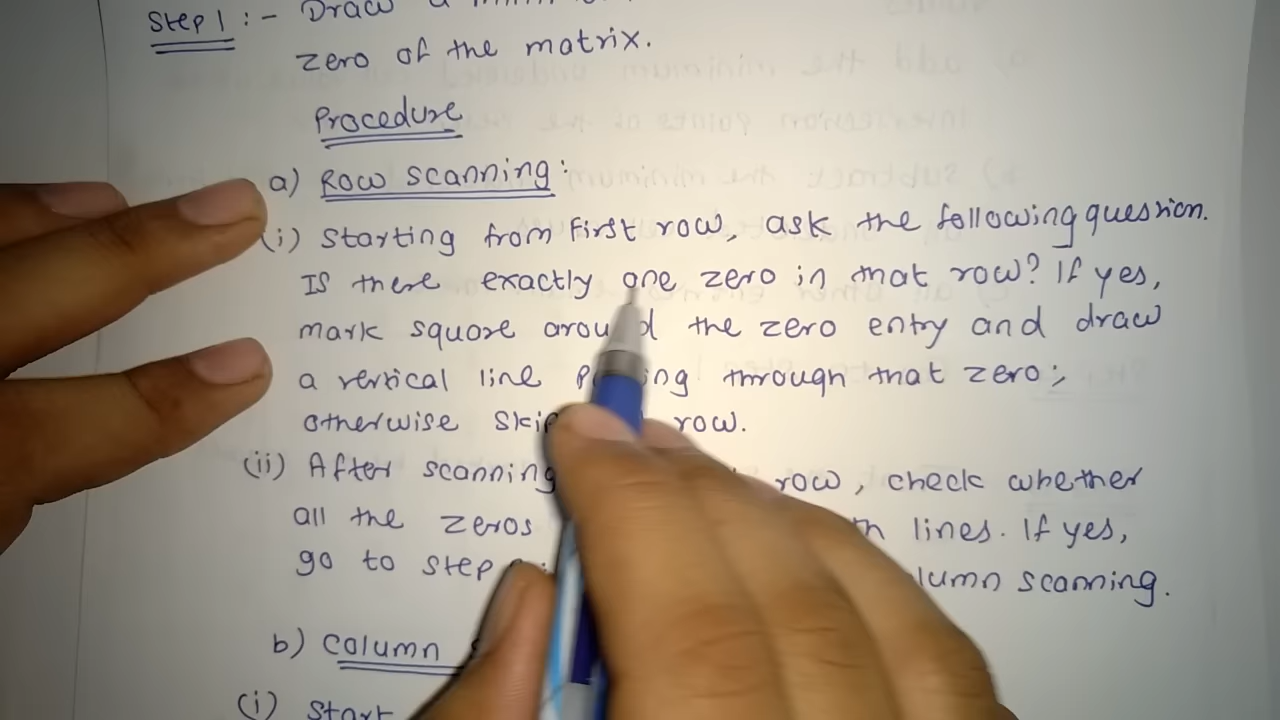 Step 1 :- Draw a
zero of the matrix.
Procedure
a) Row scanning:
(i) Starting from first row, ask the following question.
Is there exactly one zero in that row? If yes,
mark square around the zero entry and draw
a vertical line passing through that zero;
otherwise skip row.
(ii) After scanning row, check whether
all the zeros lines. If yes,
go to step column scanning.
b) Column
(i) Start